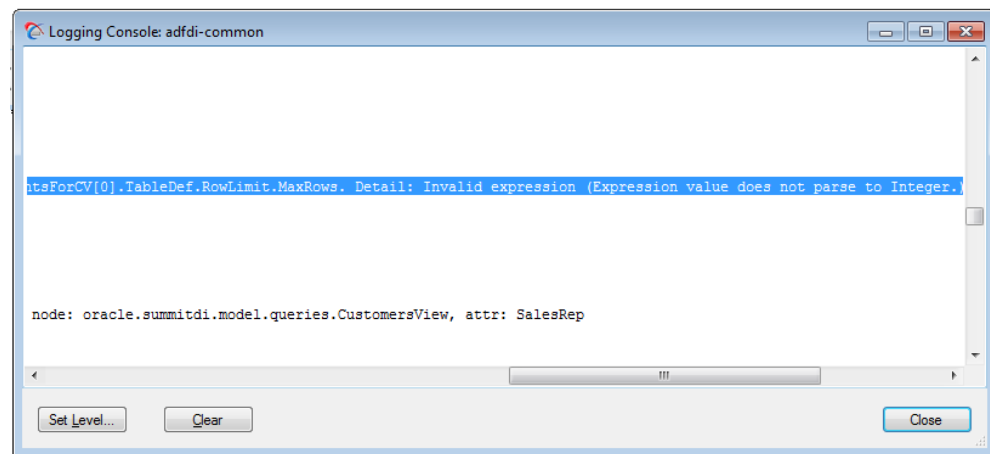 Logging Console: adfdi-common
ntsForCV[0].TableDef.RowLimit.MaxRows. Detail: Invalid expression (Expression value does not parse to Integer.)
node: oracle.summitdi.model.queries.CustomersView, attr: SalesRep
Set Level...
Clear
Close